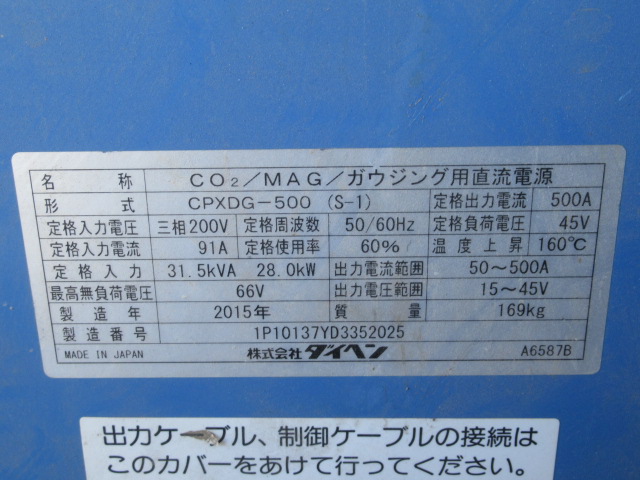 名称 CO₂/MAG/ガウジング用直流電源
形式 CPXDG-500 (S-1) 定格出力電流 500A
定格入力電圧 三相200V 定格周波数 50/60Hz 定格負荷電圧 45V
定格入力電流 91A 定格使用率 60% 温度上昇 160℃
定格入力 31.5kVA 28.0kW 出力電流範囲 50～500A
最高無負荷電圧 66V 出力電圧範囲 15～45V
製造年 2015年 質量 169kg
製造番号 1P10137YD3352025
MADE IN JAPAN 株式会社ダイヘン A6587B
出力ケーブル、制御ケーブルの接続は
このカバーをあけて行ってください。